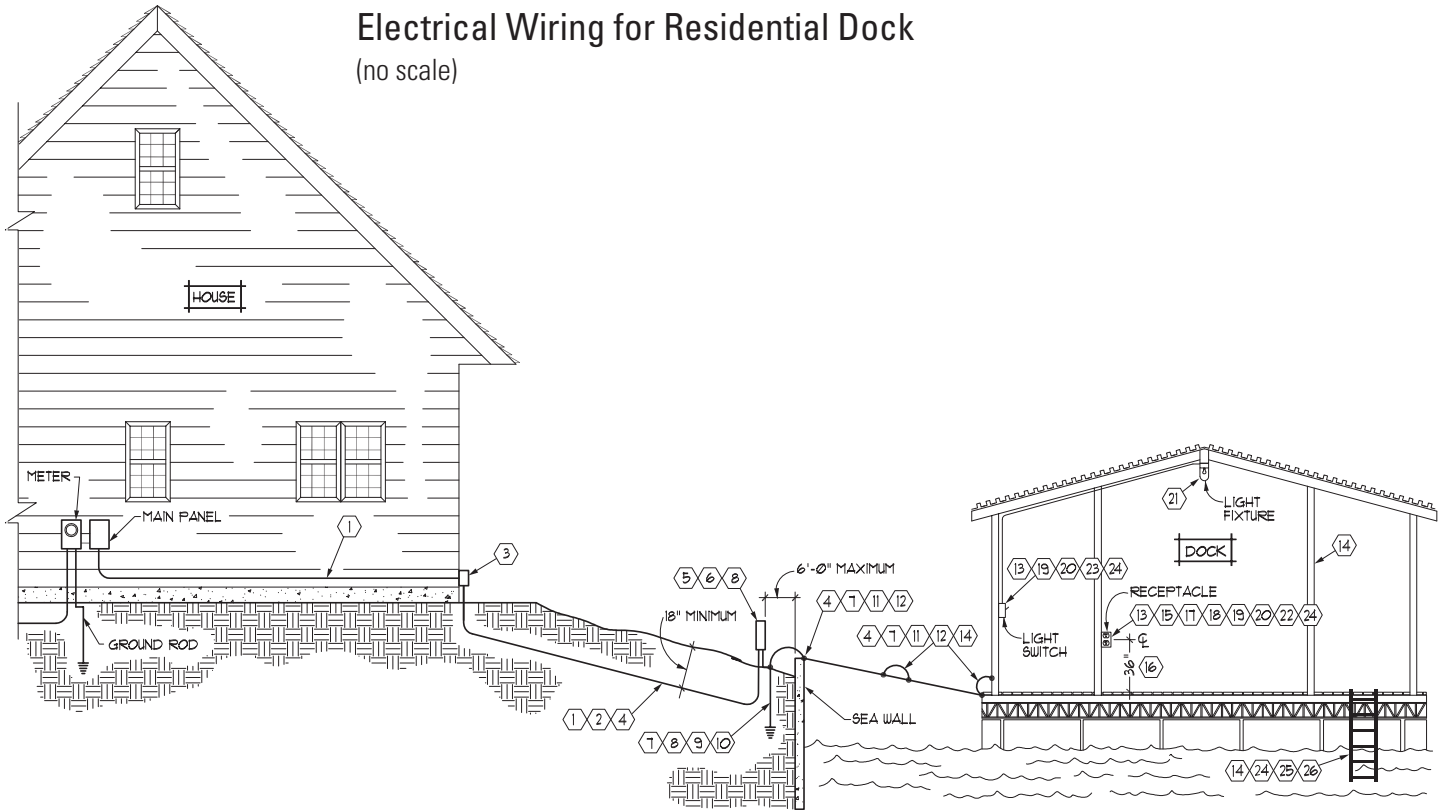 Electrical Wiring for Residential Dock
(no scale)
HOUSE
METER
MAIN PANEL
1
3
GROUND ROD
18" MINIMUM
1 2 4
5 6 8
6'-0" MAXIMUM
4 7 11 12
4 7 11 12 14
7 8 9 10
SEA WALL
21
LIGHT
FIXTURE
DOCK
14
13 19 20 23 24
LIGHT
SWITCH
RECEPTACLE
13 15 17 18 19 20 22 24
℄
36"
16
14 24 25 26